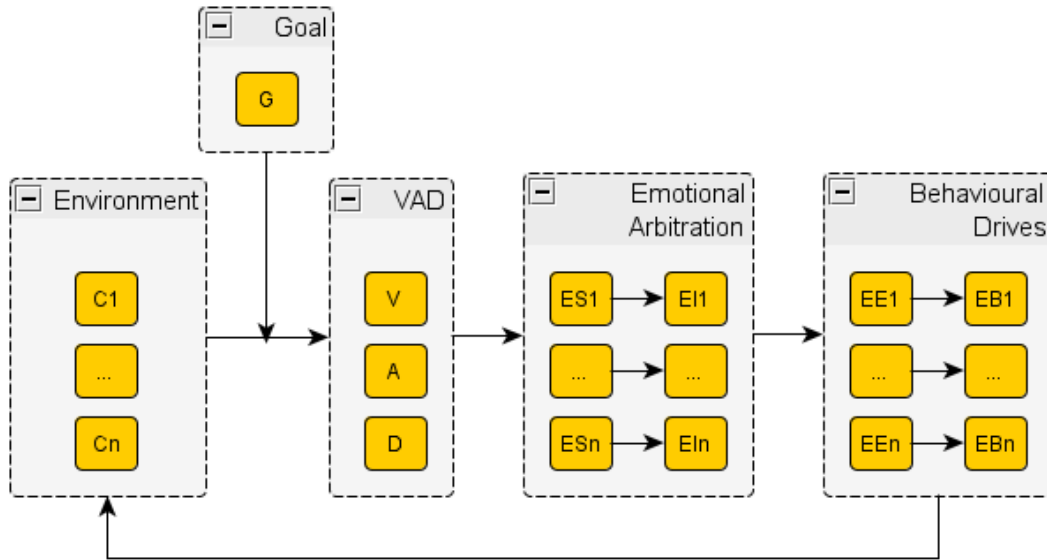 Goal
G
Environment
C1
...
Cn
VAD
V
A
D
Emotional
Arbitration
ES1 EI1
... ...
ESn EIn
Behavioural
Drives
EE1 EB1
... ...
EEn EBn